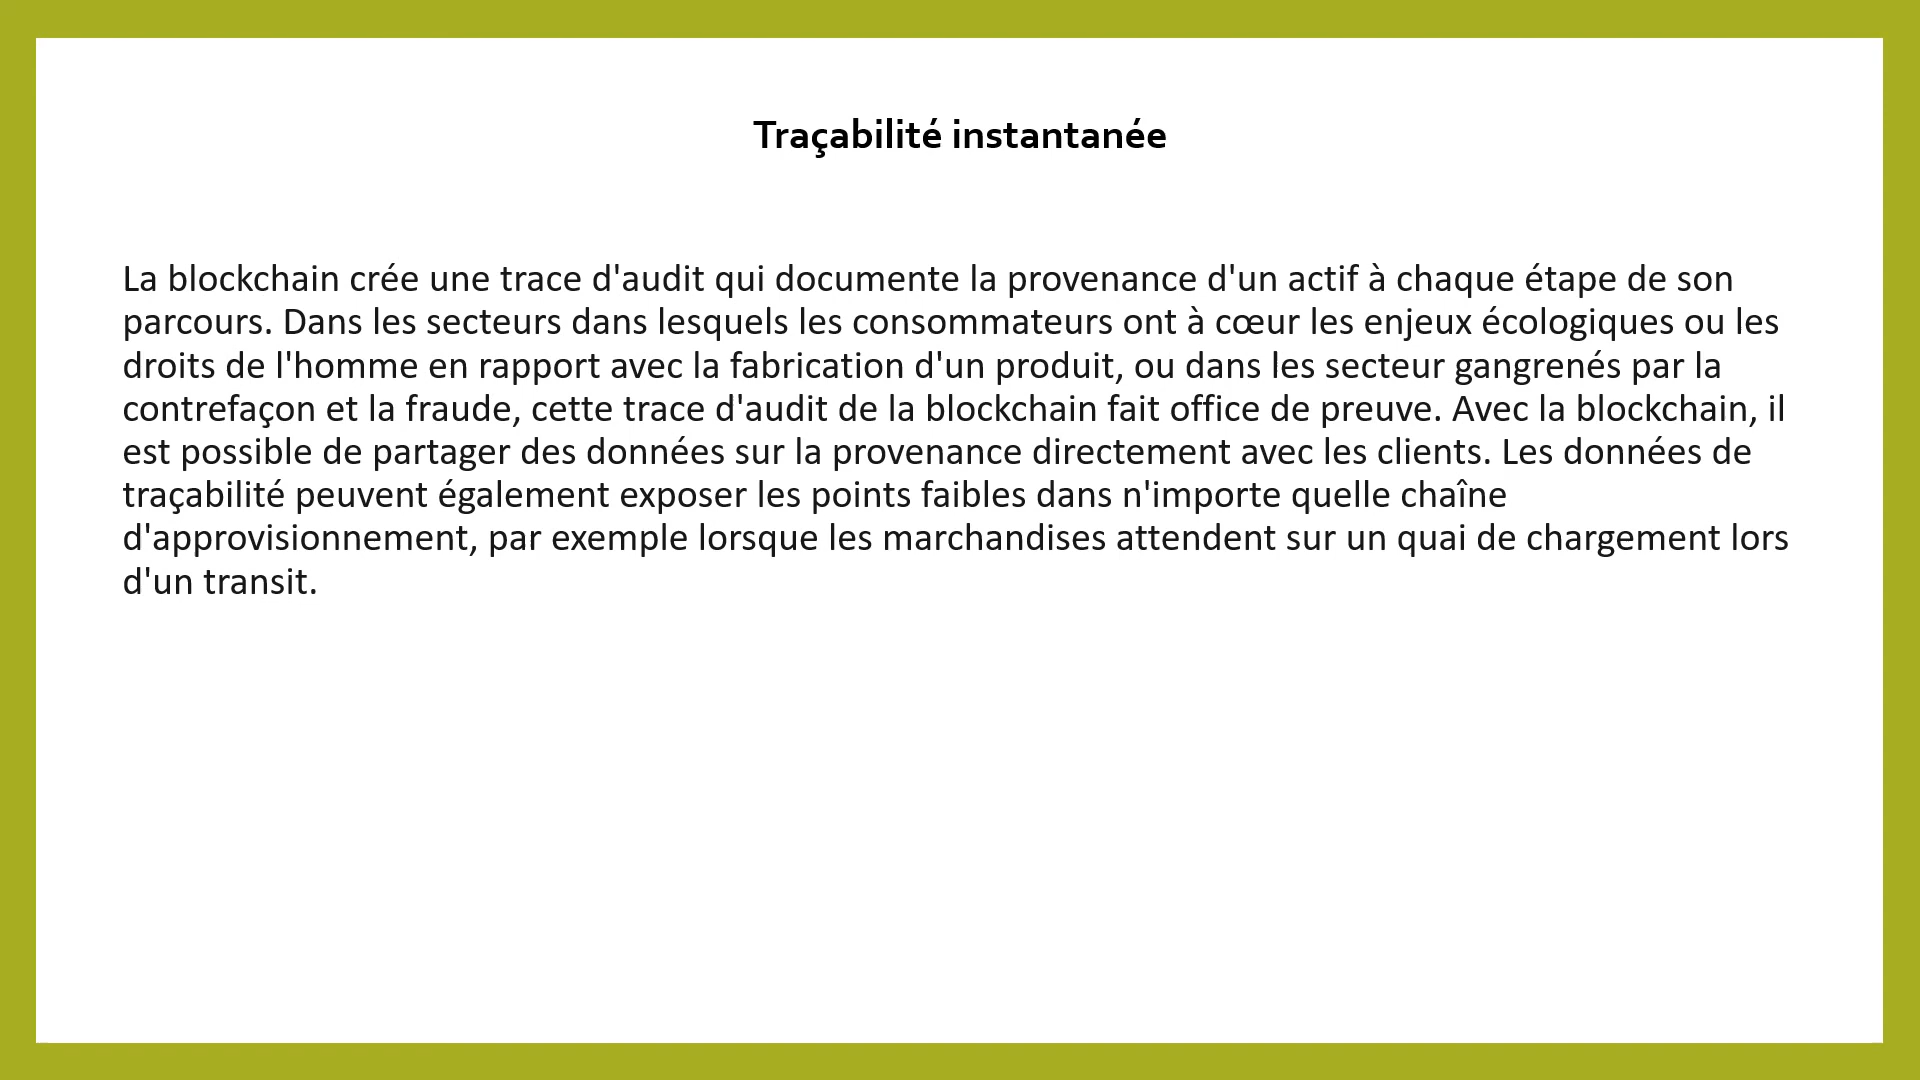 Traçabilité instantanée
La blockchain crée une trace d'audit qui documente la provenance d'un actif à chaque étape de son
parcours. Dans les secteurs dans lesquels les consommateurs ont à cœur les enjeux écologiques ou les
droits de l'homme en rapport avec la fabrication d'un produit, ou dans les secteur gangrenés par la
contrefaçon et la fraude, cette trace d'audit de la blockchain fait office de preuve. Avec la blockchain, il
est possible de partager des données sur la provenance directement avec les clients. Les données de
traçabilité peuvent également exposer les points faibles dans n'importe quelle chaîne
d'approvisionnement, par exemple lorsque les marchandises attendent sur un quai de chargement lors
d'un transit.